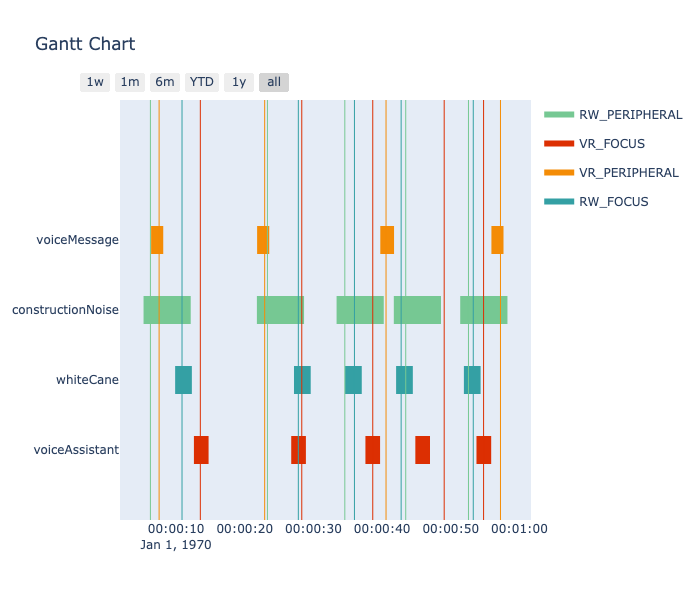 Gantt Chart
1w 1m 6m YTD 1y all
RW_PERIPHERAL
VR_FOCUS
VR_PERIPHERAL
RW_FOCUS
voiceMessage
constructionNoise
whiteCane
voiceAssistant
00:00:10 00:00:20 00:00:30 00:00:40 00:00:50 00:01:00
Jan 1, 1970